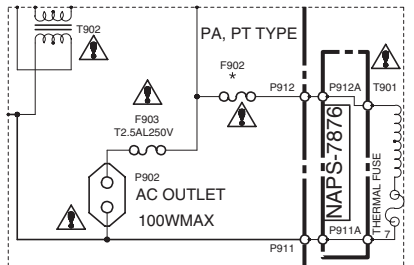 T902
PA, PT TYPE
F902
*
P912
P912A
T901
F903
T2.5AL250V
P902
AC OUTLET
100WMAX
NAPS-7876
THERMAL FUSE
P911
P911A
7